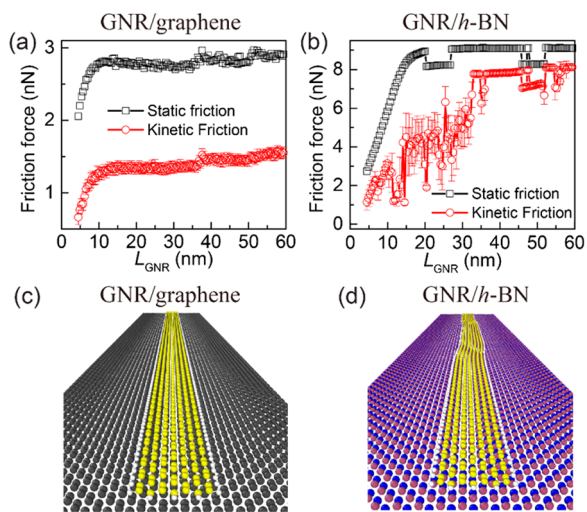 GNR/graphene
GNR/h-BN
(a)
(b)
Friction force (nN)
3
2
1
Static friction
Kinetic Friction
0
10
20
30
40
50
60
L_GNR (nm)
Friction force (nN)
10
8
6
4
2
0
Static friction
Kinetic Friction
0
10
20
30
40
50
60
L_GNR (nm)
(c)
GNR/graphene
(d)
GNR/h-BN